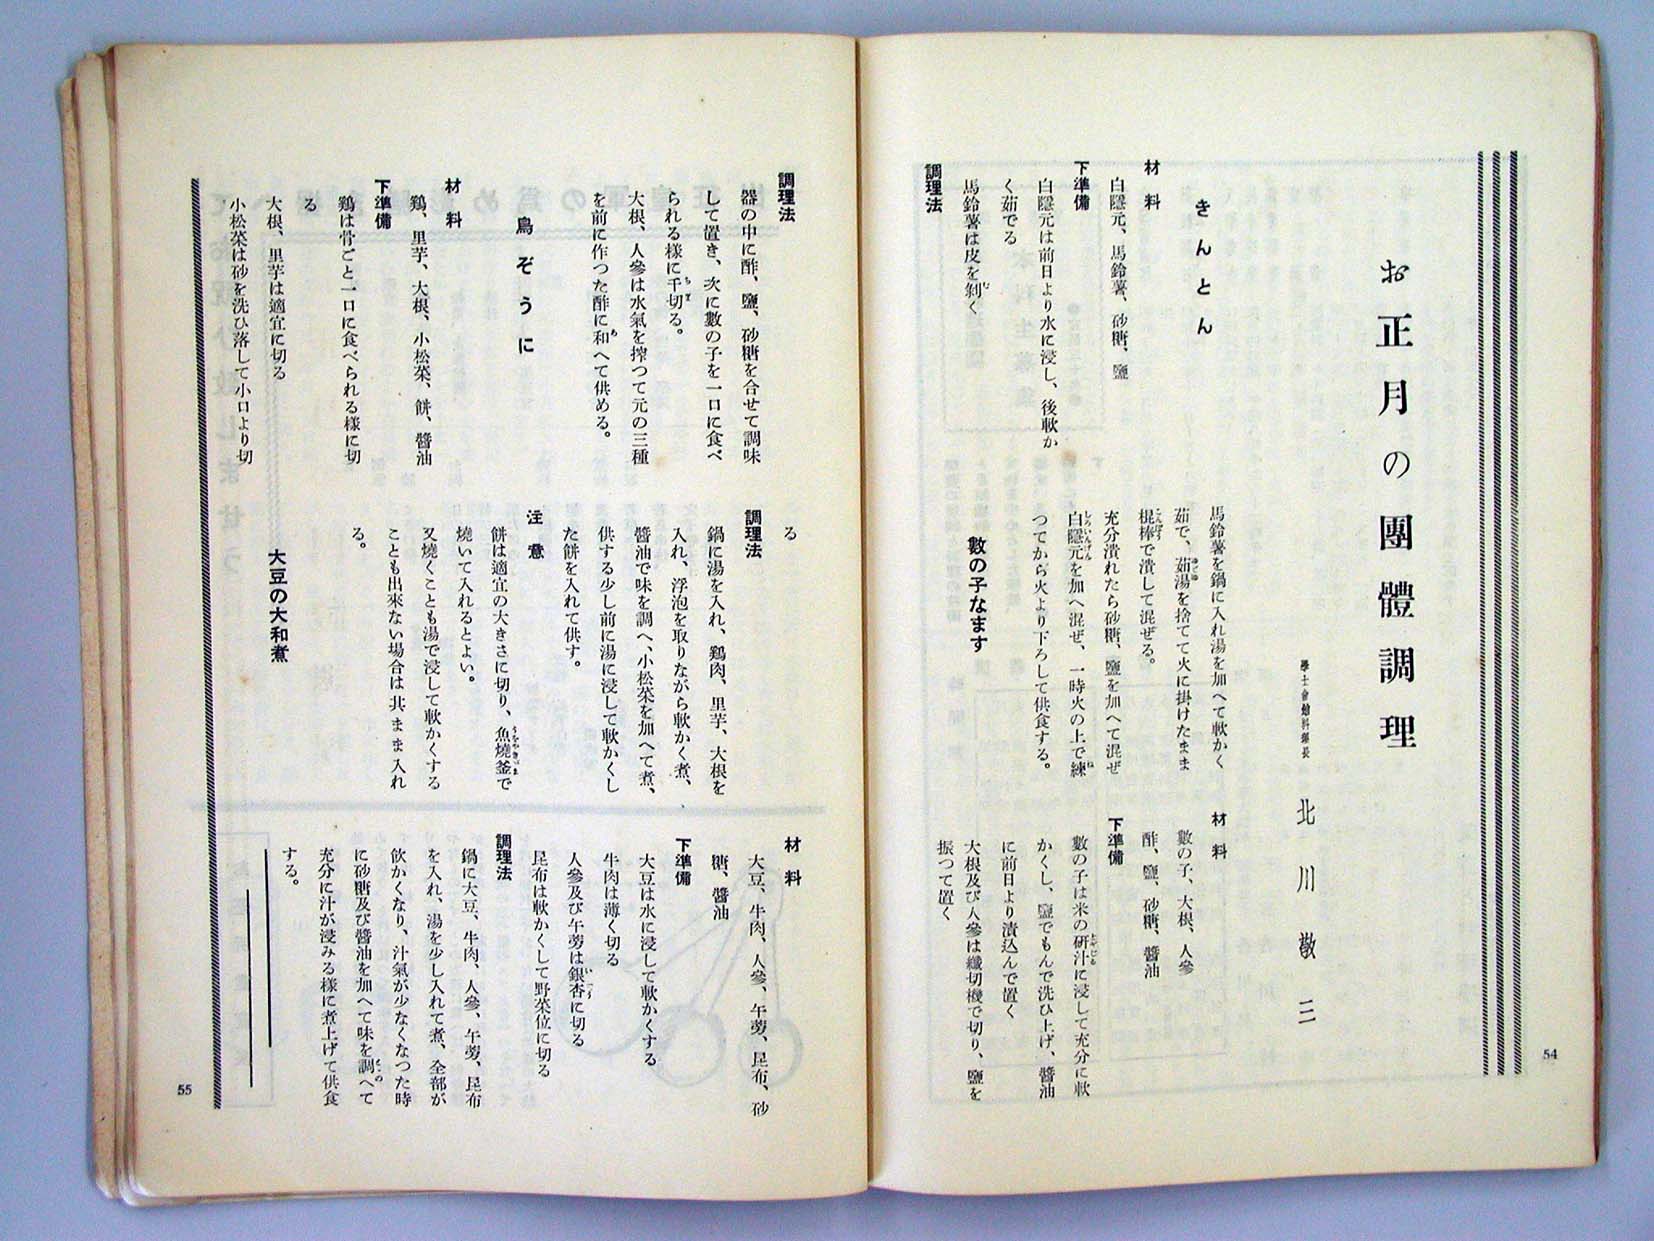 お正月の團體調理
學士會館料理長
北川敬三
きんとん
材料
白隱元、馬鈴薯、砂糖、鹽
下準備
白隱元は前日より水に浸し、後軟か
く茹でる
馬鈴薯は皮を剝く
調理法
馬鈴薯を鍋に入れ湯を加へて軟かく
茹で、茹湯を捨てて火に掛けたまま
棍棒で潰して混ぜる。
充分潰れたら砂糖、鹽を加へて混ぜ
白隱元を加へ混ぜ、一時火の上で練
つてから火より下ろして供食する。
數の子なます
材料
數の子、大根、人參
酢、鹽、砂糖、醬油
下準備
數の子は米の研汁に浸して充分に軟
かくし、鹽でもんで洗ひ上げ、醬油
に前日より漬込んで置く
大根及び人參は纖切機で切り、鹽を
振つて置く
54
調理法
器の中に酢、鹽、砂糖を合せて調味
して置き、次に數の子を一口に食べ
られる樣に千切る。
大根、人參は水氣を搾つて元の三種
を前に作つた酢に和へて供める。
鳥ぞうに
材料
鶏、里芋、大根、小松菜、餅、醬油
下準備
鶏は骨ごと一口に食べられる樣に切
る
大根、里芋は適宜に切る
小松菜は砂を洗ひ落して小口より切
る
調理法
鍋に湯を入れ、鶏肉、里芋、大根を
入れ、浮泡を取りながら軟かく煮、
醬油で味を調へ、小松菜を加へて煮、
供する少し前に湯に浸して軟かくし
た餅を入れて供す。
注意
餅は適宜の大きさに切り、魚燒釜で
燒いて入れるとよい。
又燒くことも湯で浸して軟かくする
ことも出來ない場合は其まま入れ
る。
大豆の大和煮
材料
大豆、牛肉、人參、午蒡、昆布、砂
糖、醬油
下準備
大豆は水に浸して軟かくする
牛肉は薄く切る
人參及び午蒡は銀杏に切る
昆布は軟かくして野菜位に切る
調理法
鍋に大豆、牛肉、人參、午蒡、昆布
を入れ、湯を少し入れて煮、全部が
軟かくなり、汁氣が少なくなつた時
に砂糖及び醬油を加へて味を調へて
充分に汁が浸みる樣に煮上げて供食
する。
55